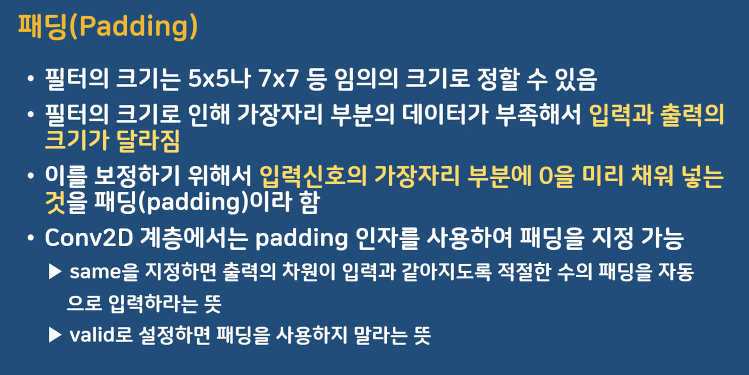 패딩(Padding)
• 필터의 크기는 5x5나 7x7 등 임의의 크기로 정할 수 있음
• 필터의 크기로 인해 가장자리 부분의 데이터가 부족해서 입력과 출력의
크기가 달라짐
• 이를 보정하기 위해서 입력신호의 가장자리 부분에 0을 미리 채워 넣는
것을 패딩(padding)이라 함
• Conv2D 계층에서는 padding 인자를 사용하여 패딩을 지정 가능
▶ same을 지정하면 출력의 차원이 입력과 같아지도록 적절한 수의 패딩을 자동
으로 입력하라는 뜻
▶ valid로 설정하면 패딩을 사용하지 말라는 뜻